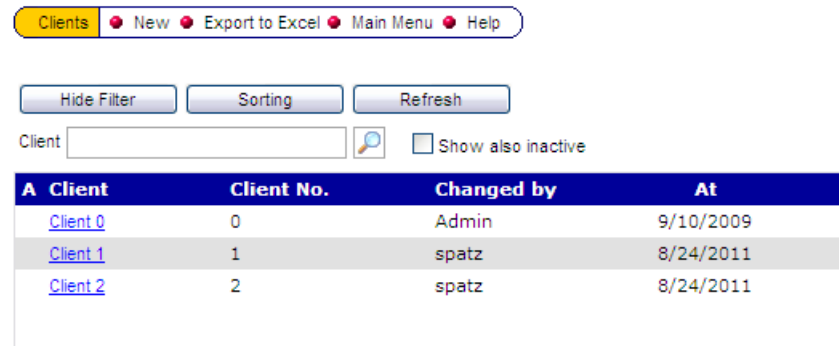 Clients New Export to Excel Main Menu Help
Hide Filter Sorting Refresh
Client Show also inactive
A Client Client No. Changed by At
Client 0 0 Admin 9/10/2009
Client 1 1 spatz 8/24/2011
Client 2 2 spatz 8/24/2011